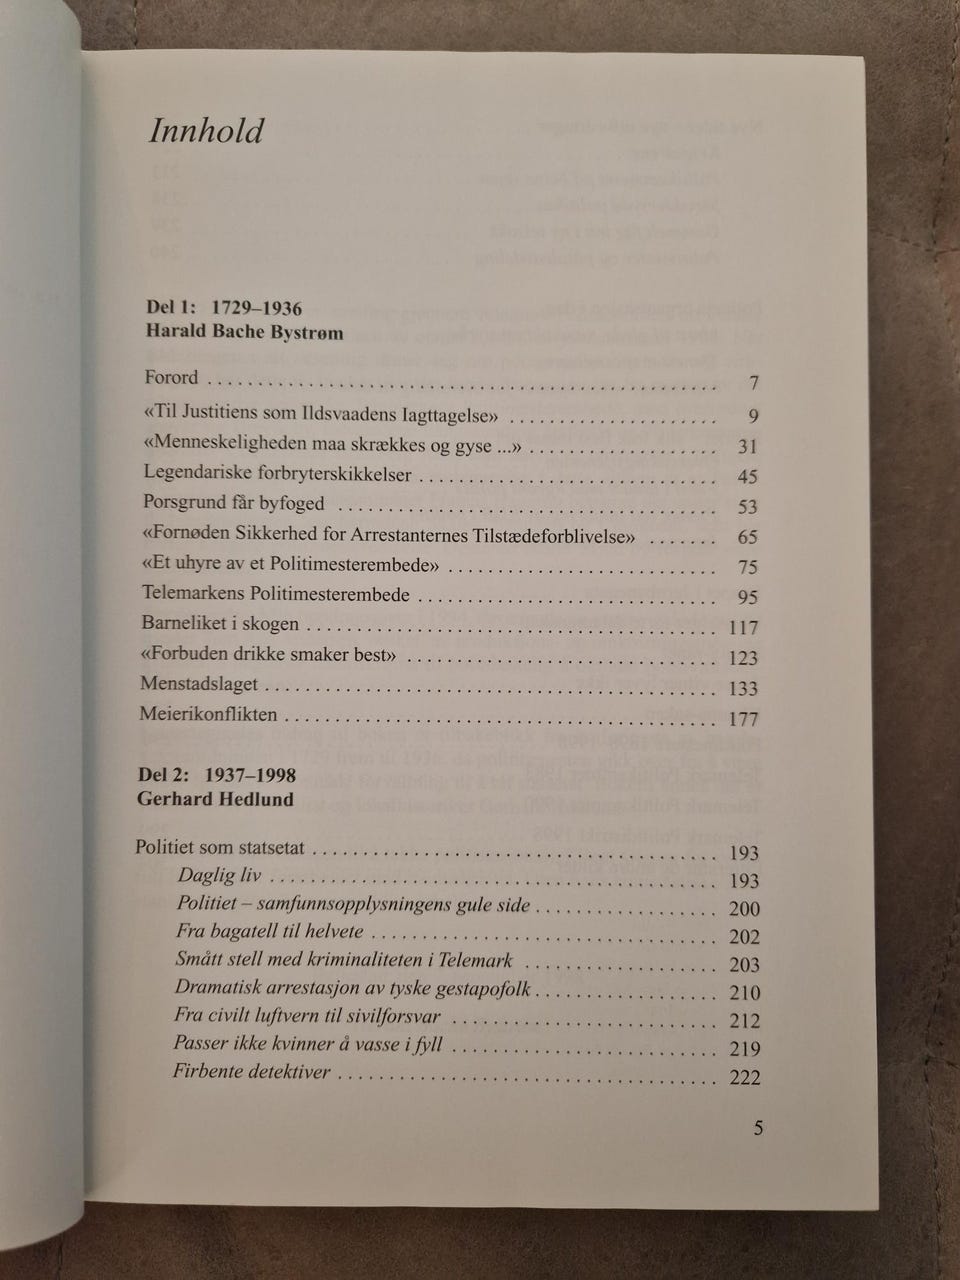 Innhold
Del 1: 1729–1936
Harald Bache Bystrøm
Forord . . . . . . . . . . . . . . . . . . . . . . . . . . . . . . . . . . . . . . . . . . . . . . . . . . . 7
«Til Justitiens som Ildsvaadens Iagttagelse» . . . . . . . . . . . . . . . . . . . . . 9
«Menneskeligheden maa skrækkes og gyse ...» . . . . . . . . . . . . . . . . . . . 31
Legendariske forbryterskikkelser . . . . . . . . . . . . . . . . . . . . . . . . . . . . . . 45
Porsgrund får byfoged . . . . . . . . . . . . . . . . . . . . . . . . . . . . . . . . . . . . . . 53
«Fornøden Sikkerhed for Arrestanternes Tilstædeforblivelse» . . . . . . . 65
«Et uhyre av et Politimesterembede» . . . . . . . . . . . . . . . . . . . . . . . . . . . 75
Telemarkens Politimesterembede . . . . . . . . . . . . . . . . . . . . . . . . . . . . . . 95
Barneliket i skogen . . . . . . . . . . . . . . . . . . . . . . . . . . . . . . . . . . . . . . . . . 117
«Forbuden drikke smaker best» . . . . . . . . . . . . . . . . . . . . . . . . . . . . . . . 123
Menstadslaget . . . . . . . . . . . . . . . . . . . . . . . . . . . . . . . . . . . . . . . . . . . . . 133
Meierikonflikten . . . . . . . . . . . . . . . . . . . . . . . . . . . . . . . . . . . . . . . . . . . 177
Del 2: 1937–1998
Gerhard Hedlund
Politiet som statsetat . . . . . . . . . . . . . . . . . . . . . . . . . . . . . . . . . . . . . . . . 193
Daglig liv . . . . . . . . . . . . . . . . . . . . . . . . . . . . . . . . . . . . . . . . . . . . 193
Politiet – samfunnsopplysningens gule side . . . . . . . . . . . . . . . . . . 200
Fra bagatell til helvete . . . . . . . . . . . . . . . . . . . . . . . . . . . . . . . . . . 202
Smått stell med kriminaliteten i Telemark . . . . . . . . . . . . . . . . . . . 203
Dramatisk arrestasjon av tyske gestapofolk . . . . . . . . . . . . . . . . . . 210
Fra civilt luftvern til sivilforsvar . . . . . . . . . . . . . . . . . . . . . . . . . . 212
Passer ikke kvinner å vasse i fyll . . . . . . . . . . . . . . . . . . . . . . . . . . 219
Firbente detektiver . . . . . . . . . . . . . . . . . . . . . . . . . . . . . . . . . . . . . 222
5